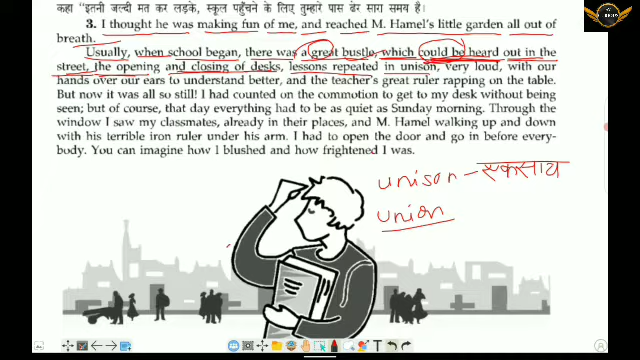 कहा "इतनी जल्दी मत कर लड़के, स्कूल पहुँचने के लिए तुम्हारे पास ढेर सारा समय है।
3. I thought he was making fun of me, and reached M. Hamel's little garden all out of
breath.
Usually, when school began, there was a great bustle, which could be heard out in the
street, the opening and closing of desks, lessons repeated in unison, very loud, with our
hands over our ears to understand better, and the teacher's great ruler rapping on the table.
But now it was all so still! I had counted on the commotion to get to my desk without being
seen; but of course, that day everything had to be as quiet as Sunday morning. Through the
window I saw my classmates, already in their places, and M. Hamel walking up and down
with his terrible iron ruler under his arm. I had to open the door and go in before every-
body. You can imagine how I blushed and how frightened I was.
unison - एकसाथ
union